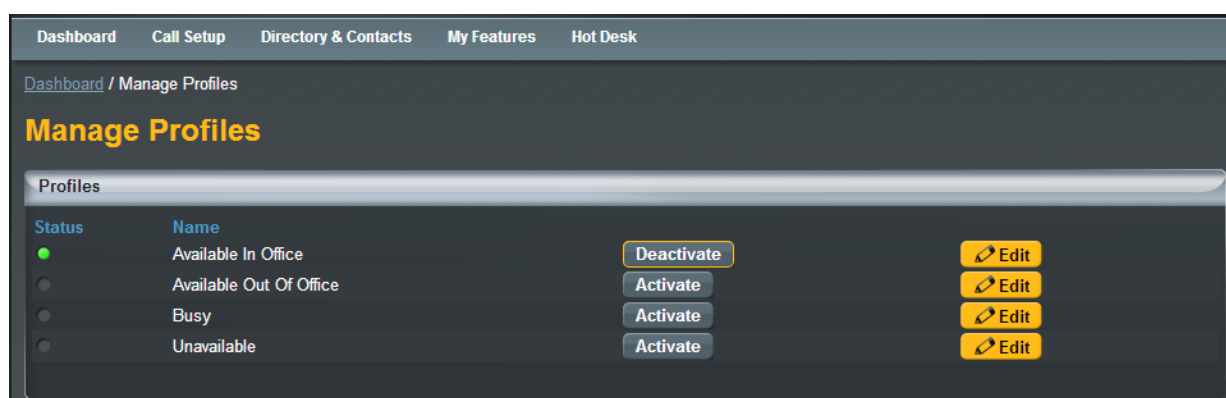 Dashboard Call Setup Directory & Contacts My Features Hot Desk
Dashboard / Manage Profiles
Manage Profiles
Profiles
Status Name
Available In Office Deactivate Edit
Available Out Of Office Activate Edit
Busy Activate Edit
Unavailable Activate Edit